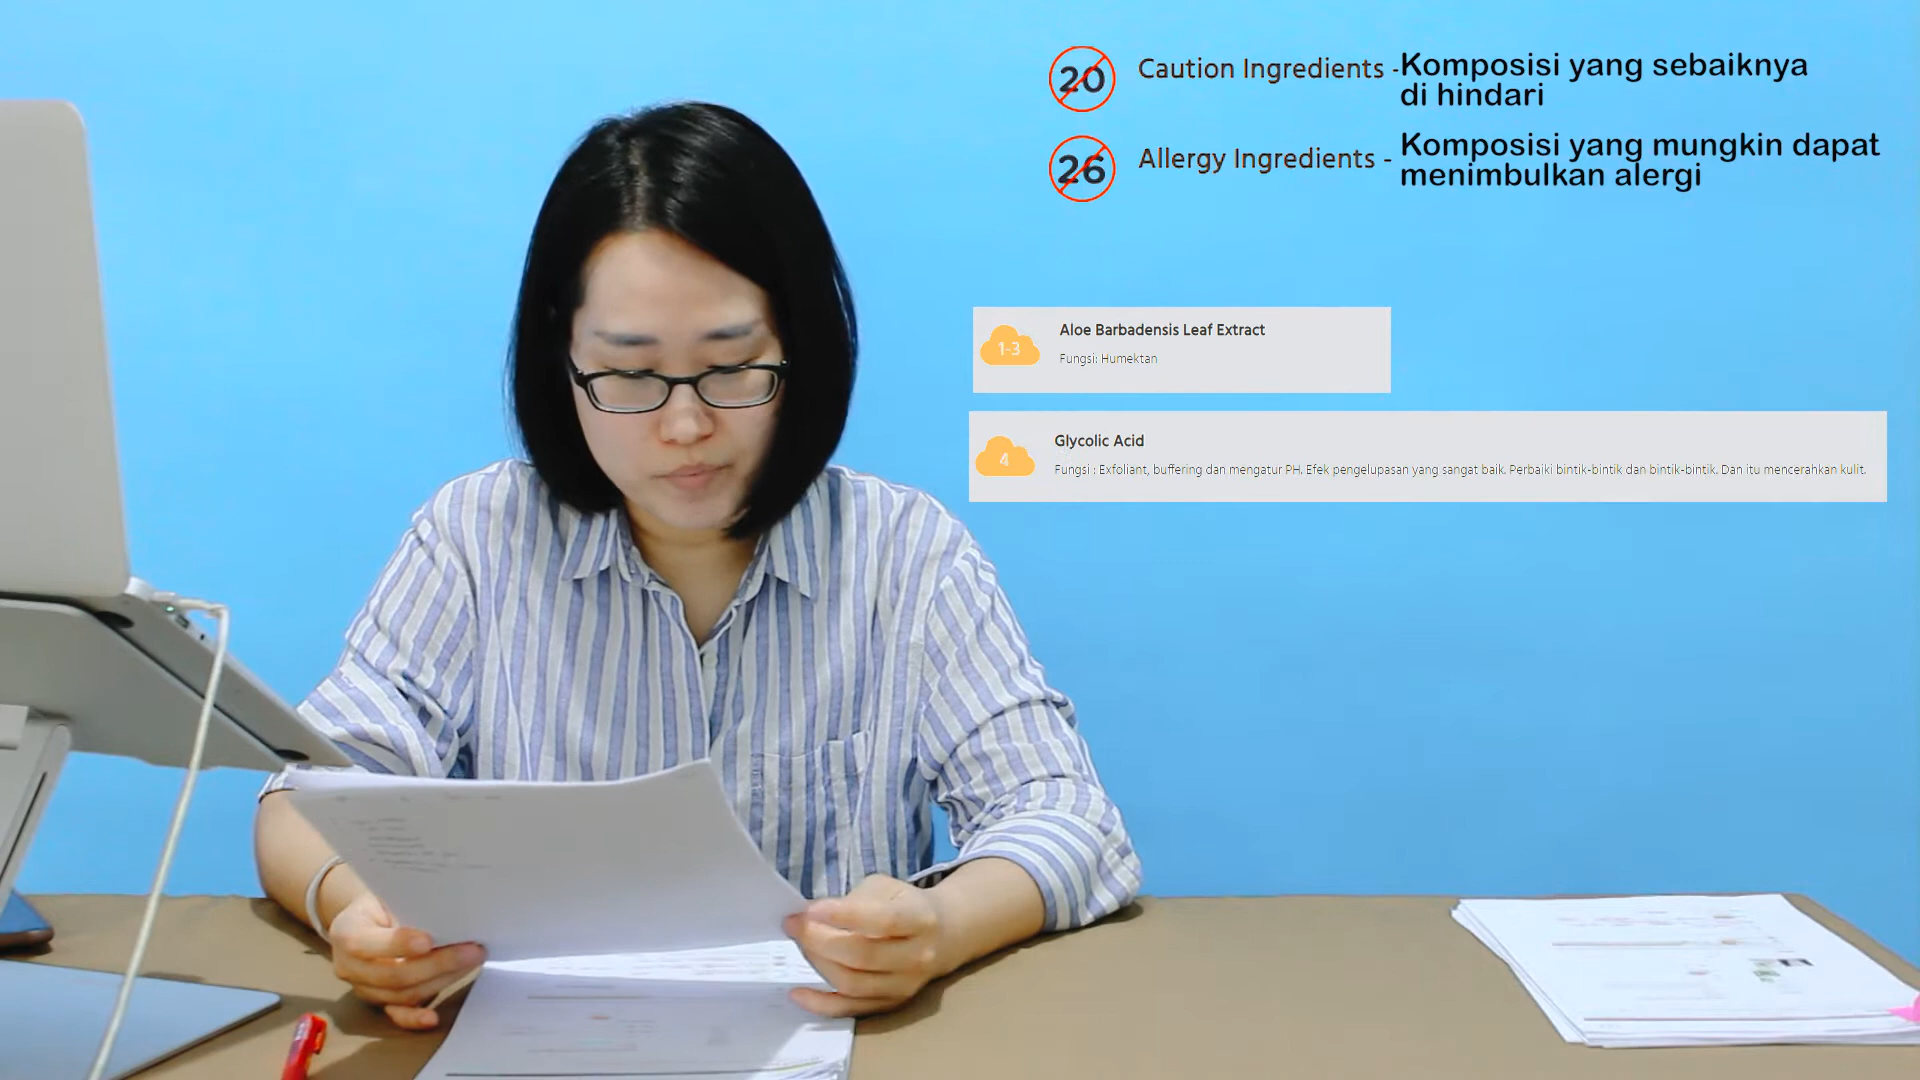 20 Caution Ingredients - Komposisi yang sebaiknya
di hindari
26 Allergy Ingredients - Komposisi yang mungkin dapat
menimbulkan alergi
Aloe Barbadensis Leaf Extract
1-3
Fungsi: Humektan
Glycolic Acid
4
Fungsi : Exfoliant, buffering dan mengatur PH. Efek pengelupasan yang sangat baik. Perbaiki bintik-bintik dan bintik-bintik. Dan itu mencerahkan kulit.